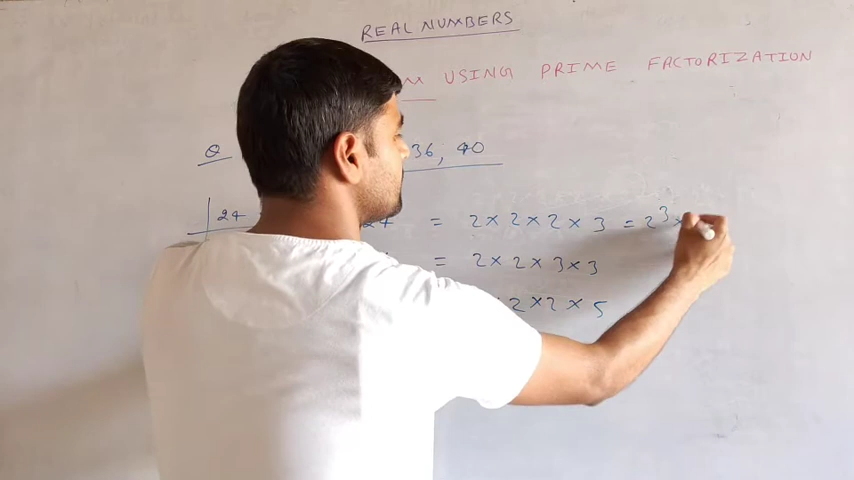 REAL NUMBERS
USING PRIME FACTORIZATION
Q 36, 40
24 24 = 2×2×2×3 = 2³×
= 2×2×3×3
2×2×5